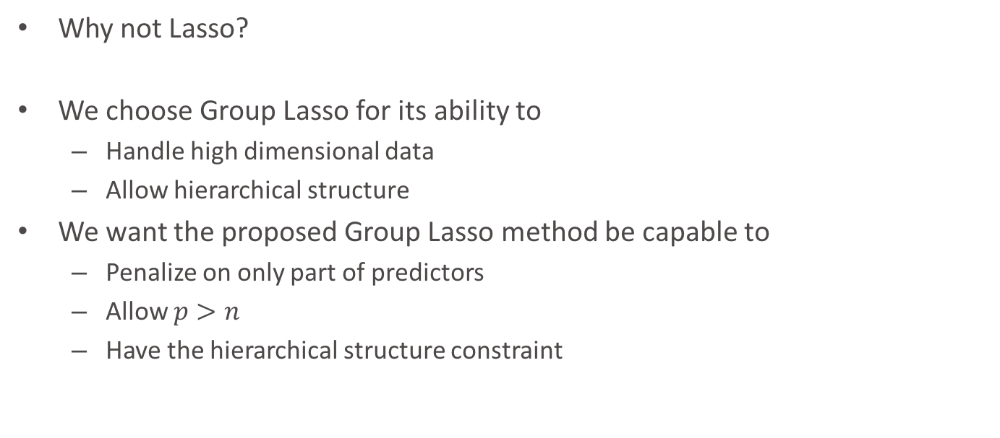 • Why not Lasso?
• We choose Group Lasso for its ability to
– Handle high dimensional data
– Allow hierarchical structure
• We want the proposed Group Lasso method be capable to
– Penalize on only part of predictors
– Allow p > n
– Have the hierarchical structure constraint